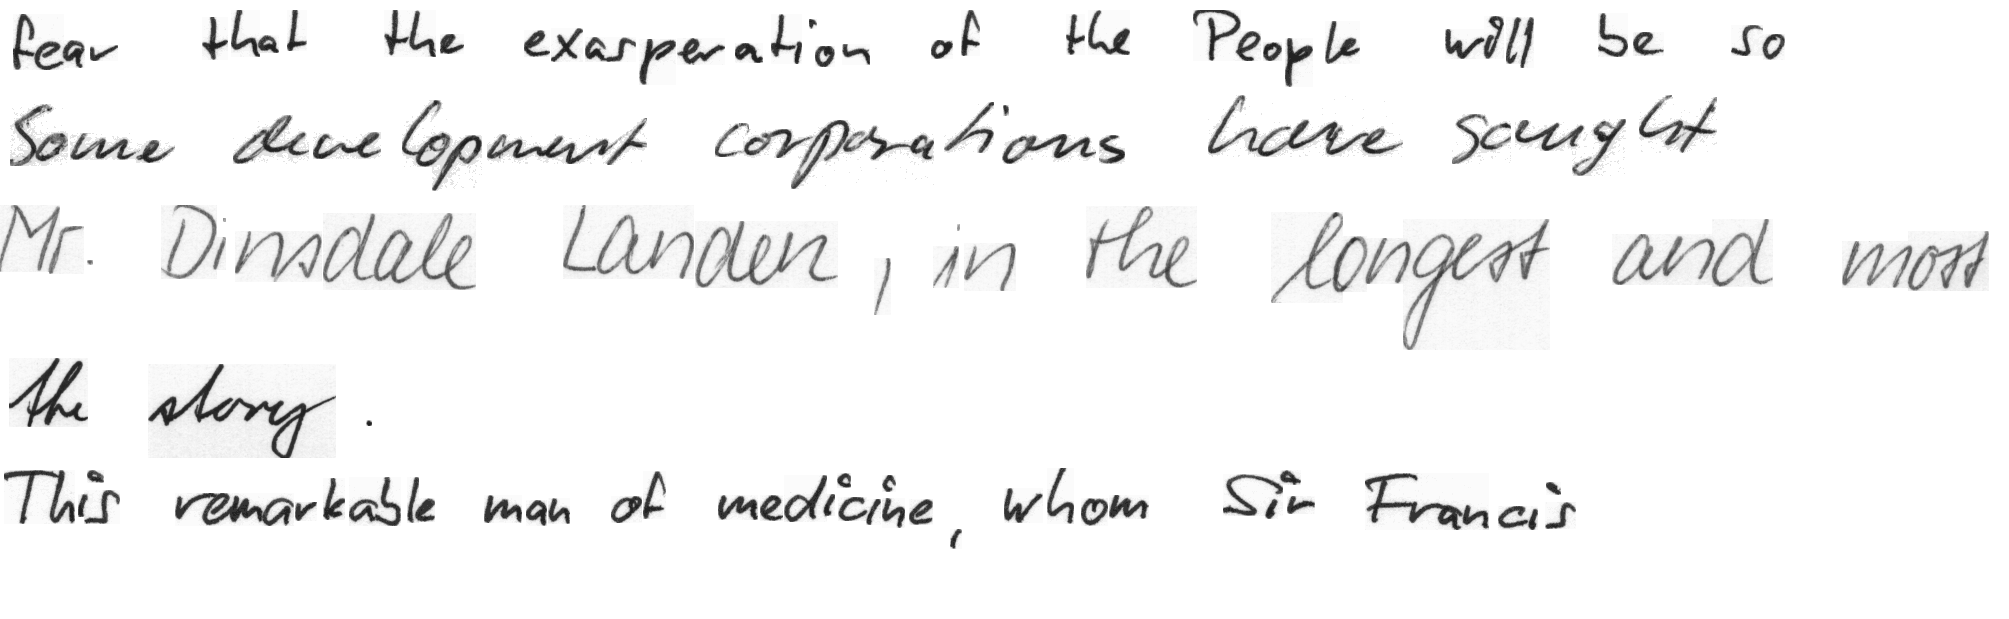 fear that the exasperation of the People will be so
Some development corporations have sought
Mr. Dinsdale Landen, in the longest and most
the story.
This remarkable man of medicine, whom Sir Francis